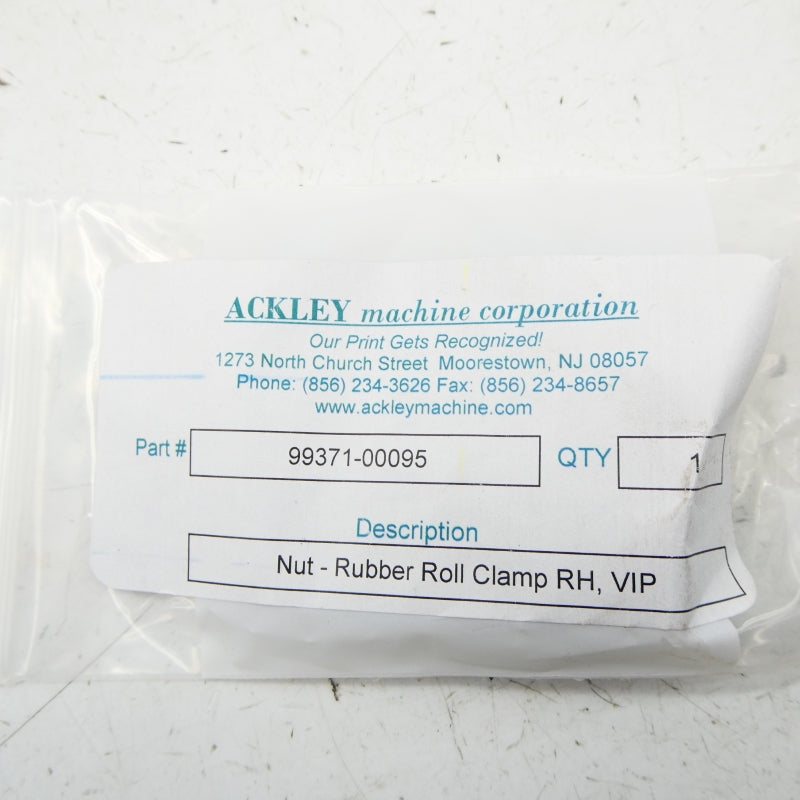 ACKLEY machine corporation
Our Print Gets Recognized!
1273 North Church Street Moorestown, NJ 08057
Phone: (856) 234-3626 Fax: (856) 234-8657
www.ackleymachine.com
Part # 99371-00095 QTY 1
Description
Nut - Rubber Roll Clamp RH, VIP